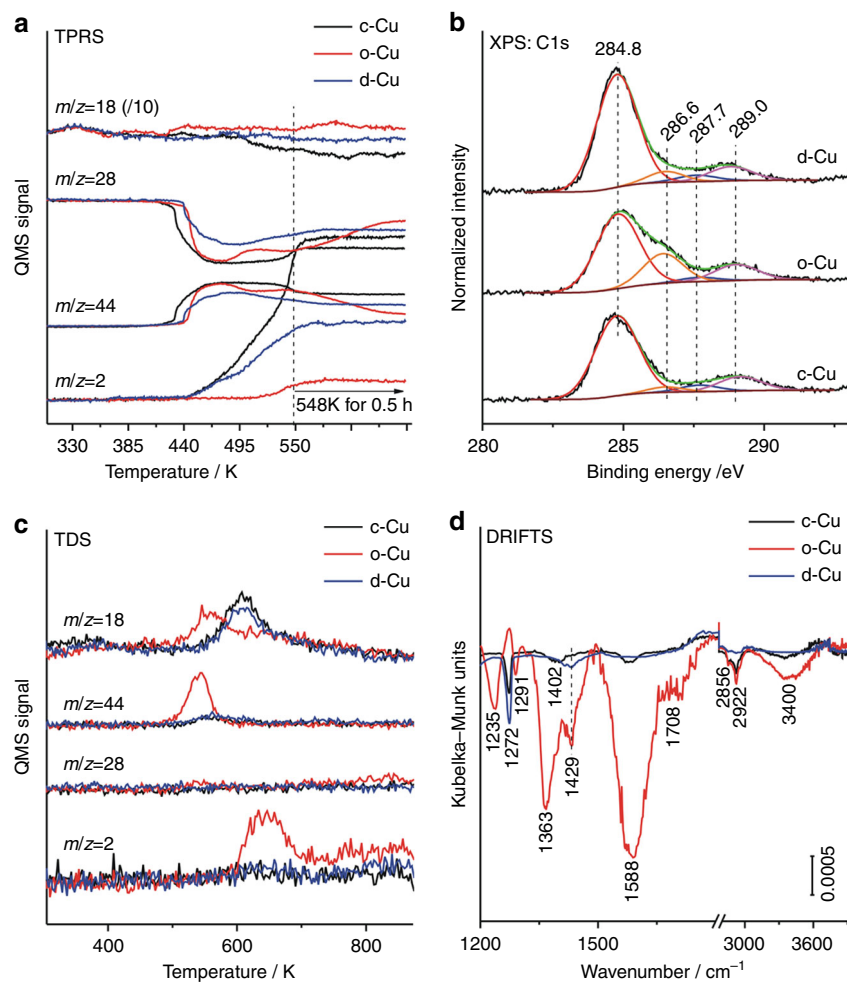 a
TPRS
c-Cu
o-Cu
d-Cu
m/z=18 (/10)
m/z=28
m/z=44
m/z=2
548K for 0.5 h
QMS signal
330 385 440 495 550
Temperature / K
b
XPS: C1s
284.8
286.6
287.7
289.0
d-Cu
o-Cu
c-Cu
Normalized intensity
280 285 290
Binding energy /eV
c
TDS
c-Cu
o-Cu
d-Cu
m/z=18
m/z=44
m/z=28
m/z=2
QMS signal
400 600 800
Temperature / K
d
DRIFTS
c-Cu
o-Cu
d-Cu
1235
1272
1291
1363
1402
1429
1588
1708
2856
2922
3400
0.0005
Kubelka–Munk units
1200 1500 3000 3600
Wavenumber / cm⁻¹